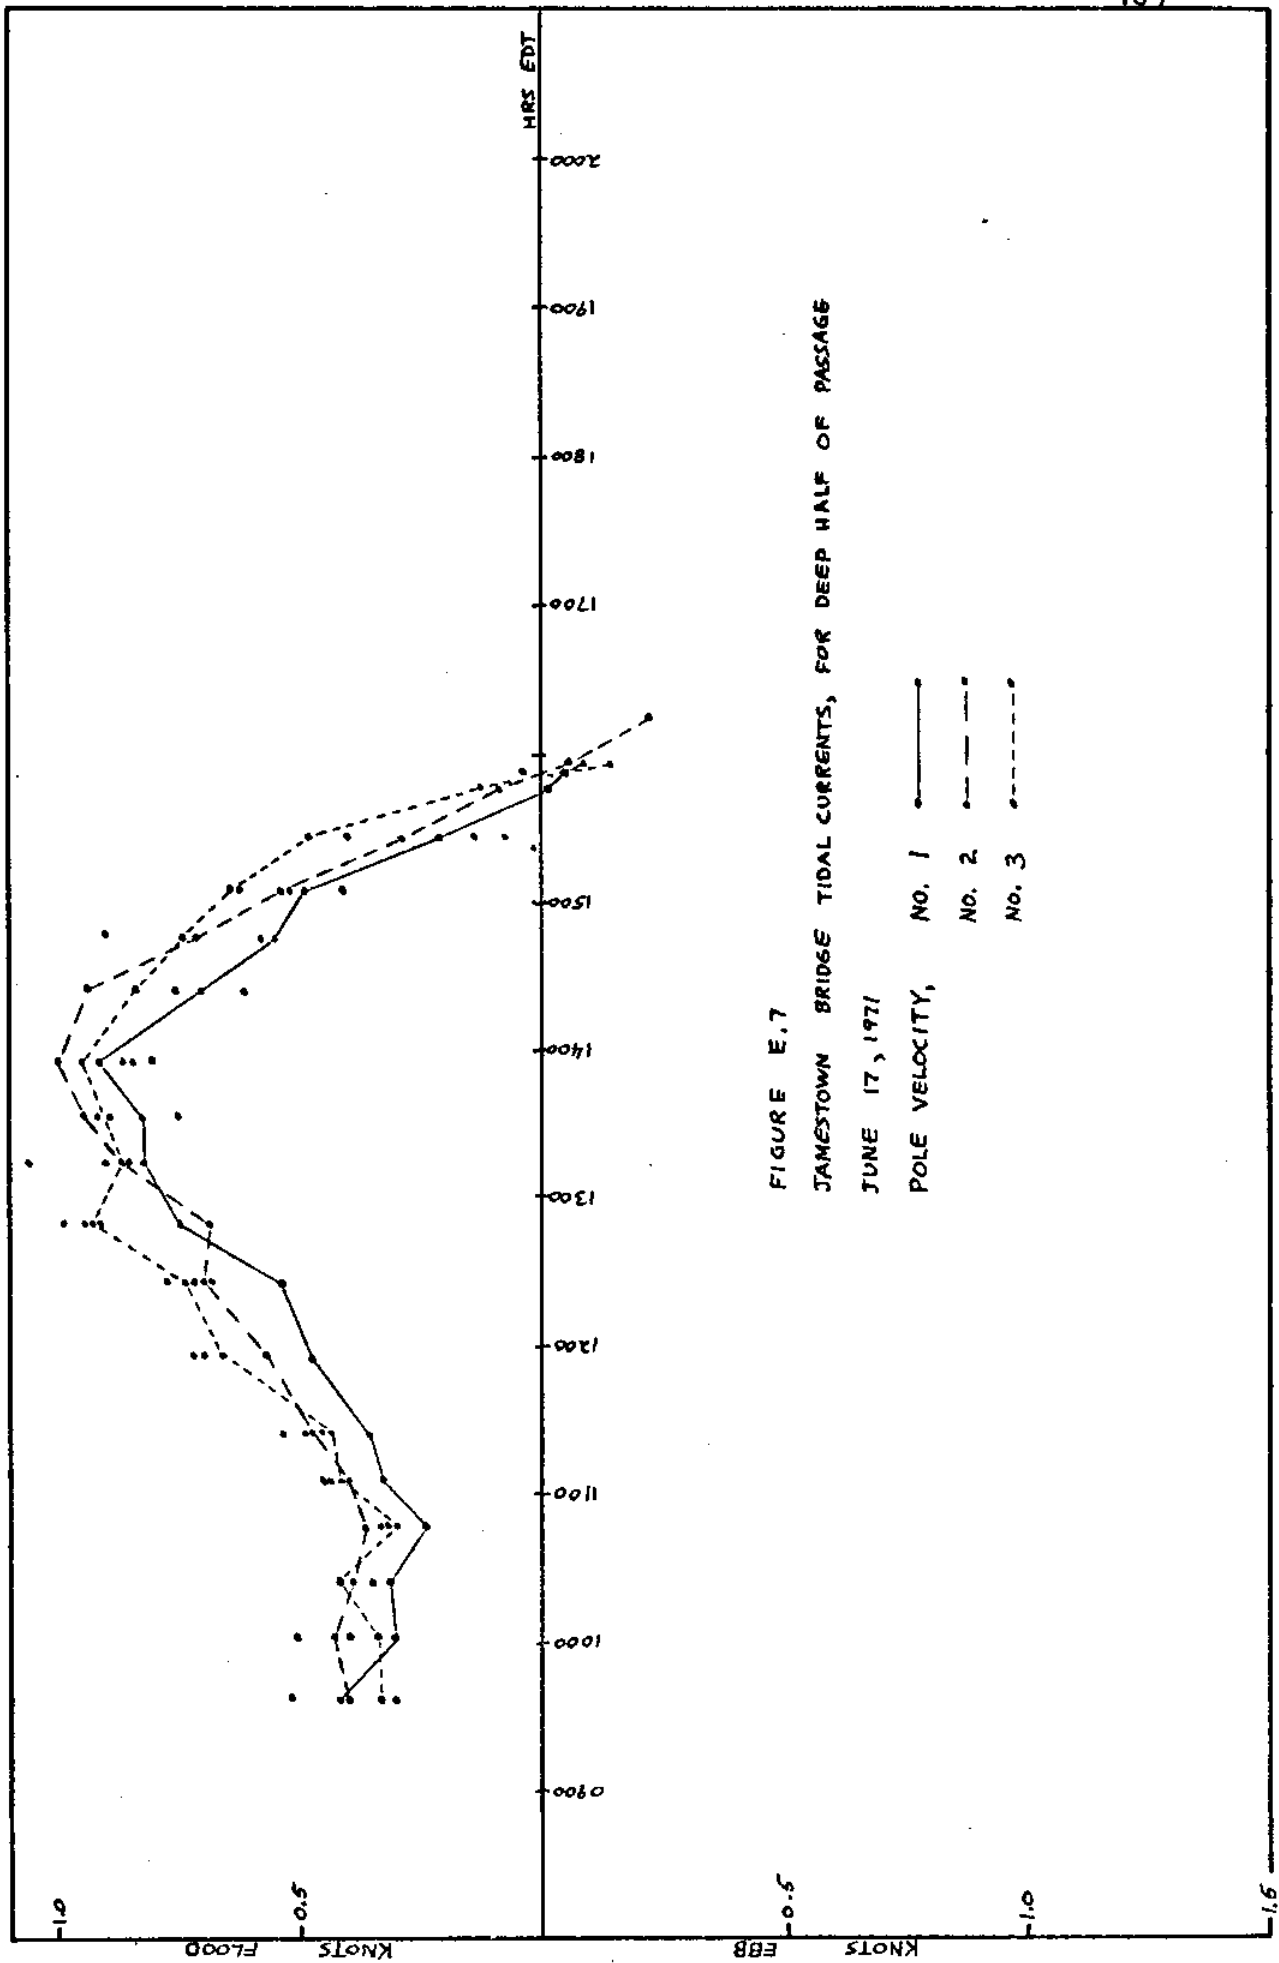 1.0
0.5
KNOTS FLOOD
0.5
1.0
1.5
KNOTS EBB
0900
1000
1100
1200
1300
1400
1500
1700
1800
1900
2000
HRS EDT
FIGURE E.7
JAMESTOWN BRIDGE TIDAL CURRENTS, FOR DEEP HALF OF PASSAGE
JUNE 17, 1971
POLE VELOCITY, NO. 1
NO. 2
NO. 3